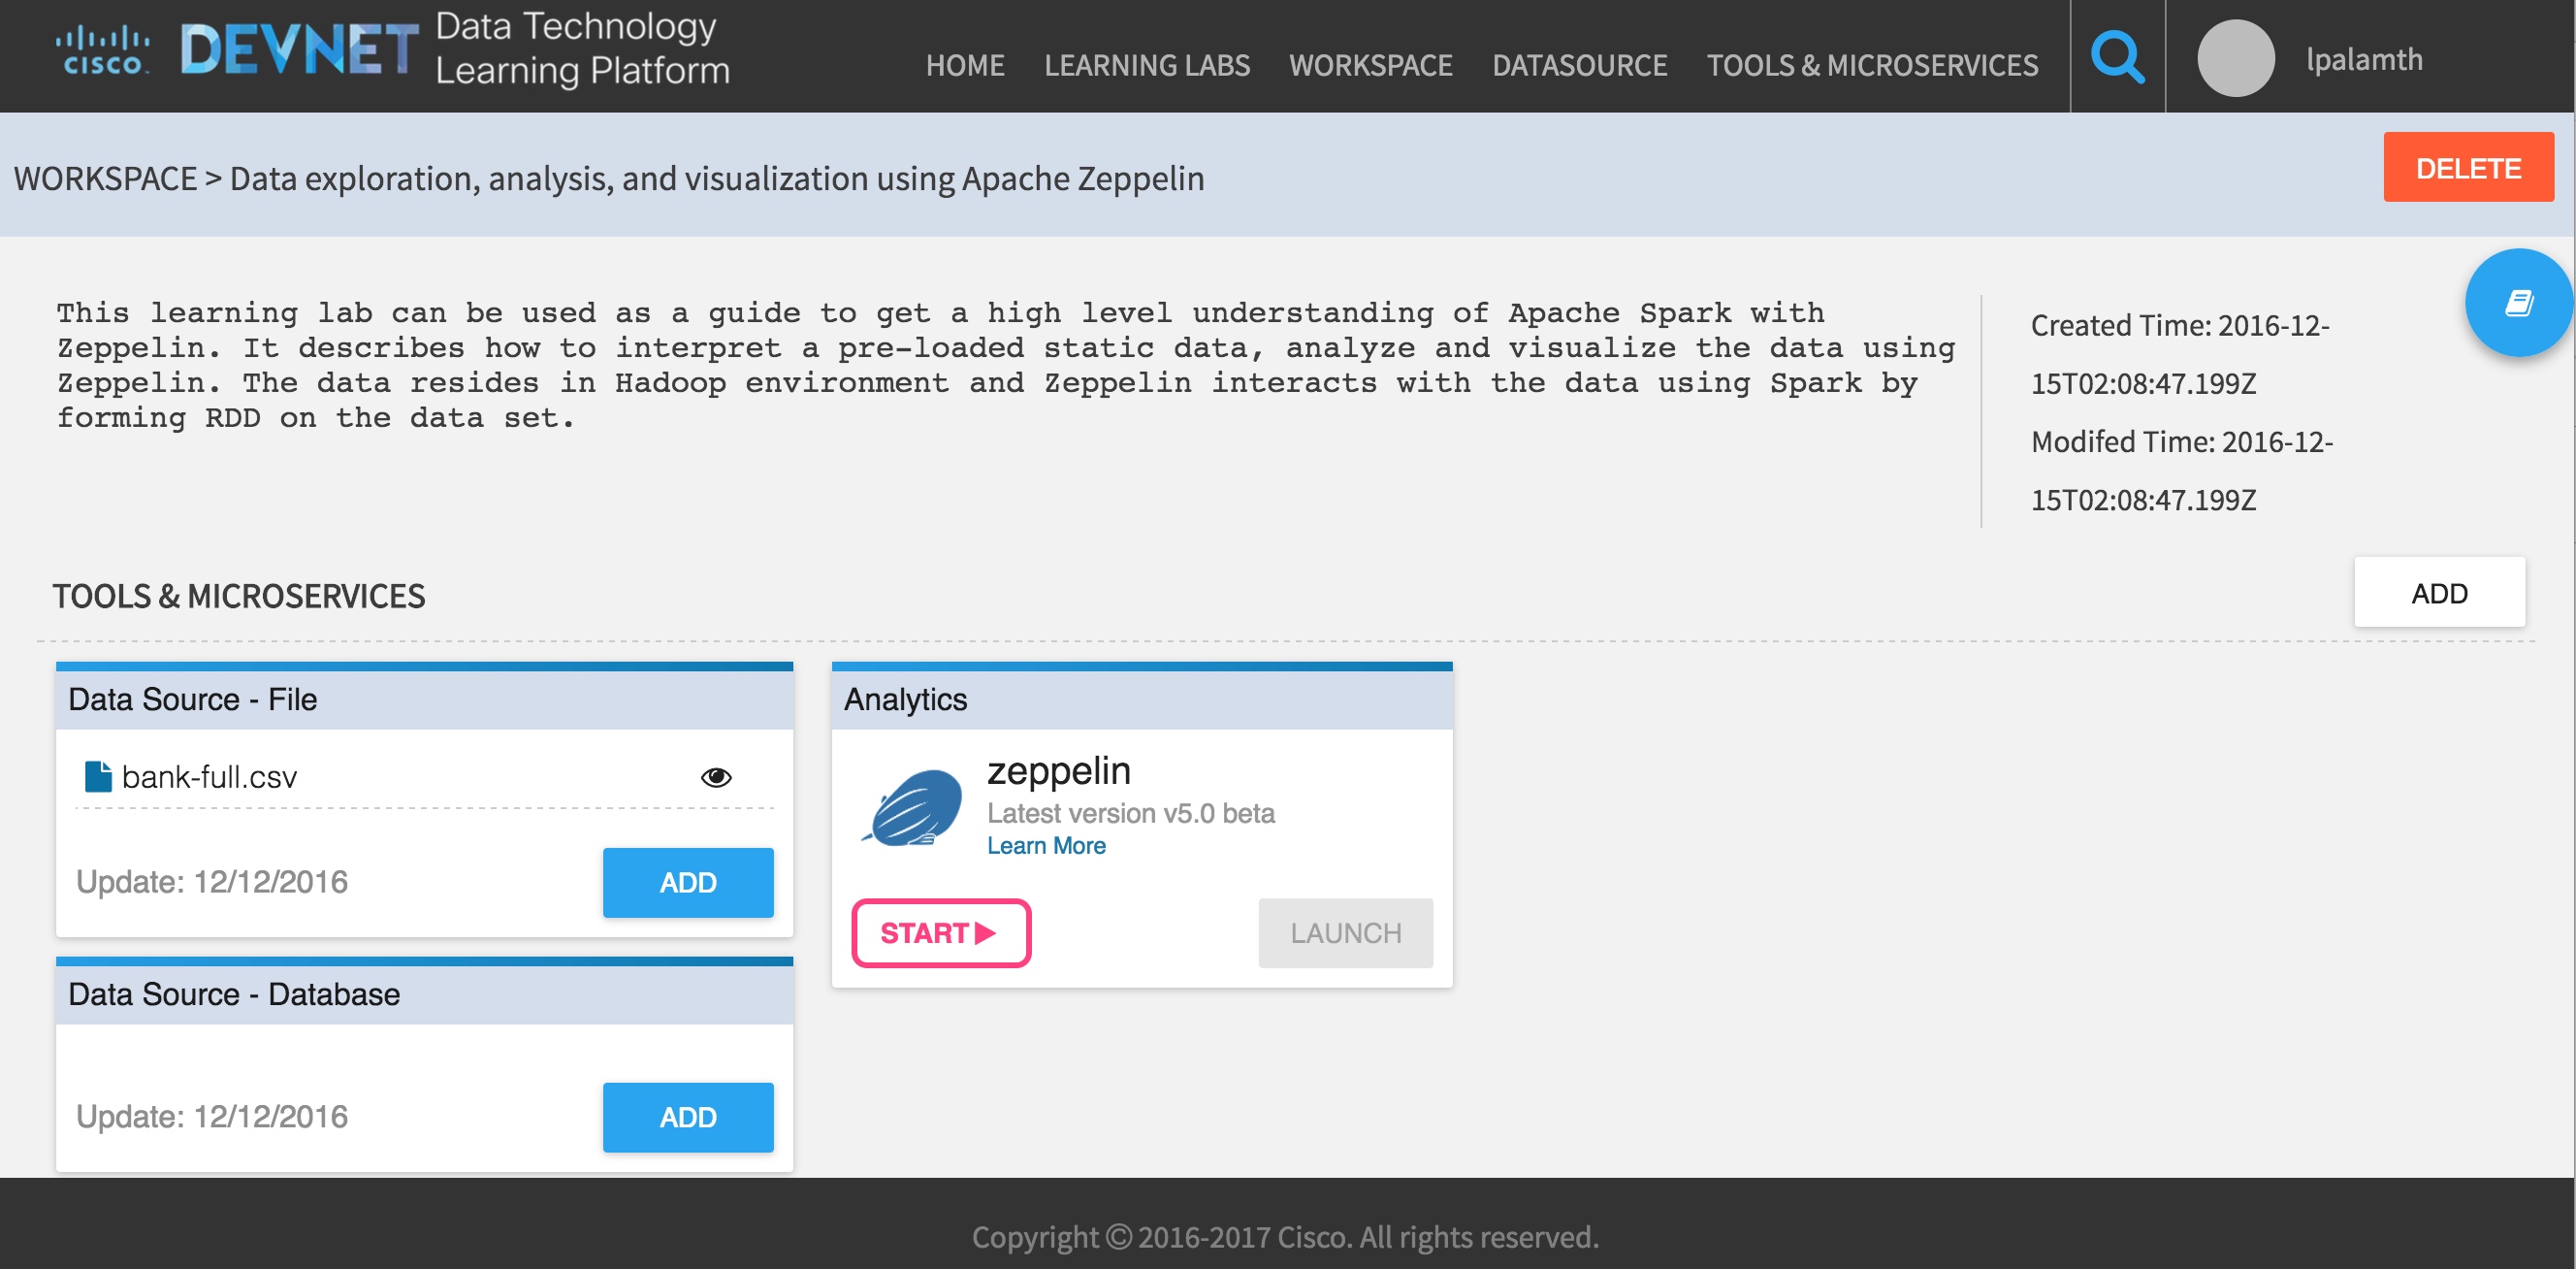 CISCO
DEVNET
Data Technology
Learning Platform
HOME LEARNING LABS WORKSPACE DATASOURCE TOOLS & MICROSERVICES
lpalamth
WORKSPACE > Data exploration, analysis, and visualization using Apache Zeppelin
DELETE
This learning lab can be used as a guide to get a high level understanding of Apache Spark with
Zeppelin. It describes how to interpret a pre-loaded static data, analyze and visualize the data using
Zeppelin. The data resides in Hadoop environment and Zeppelin interacts with the data using Spark by
forming RDD on the data set.
Created Time: 2016-12-
15T02:08:47.199Z
Modifed Time: 2016-12-
15T02:08:47.199Z
TOOLS & MICROSERVICES
ADD
Data Source - File
bank-full.csv
Update: 12/12/2016
ADD
Data Source - Database
Update: 12/12/2016
ADD
Analytics
zeppelin
Latest version v5.0 beta
Learn More
START
LAUNCH
Copyright © 2016-2017 Cisco. All rights reserved.